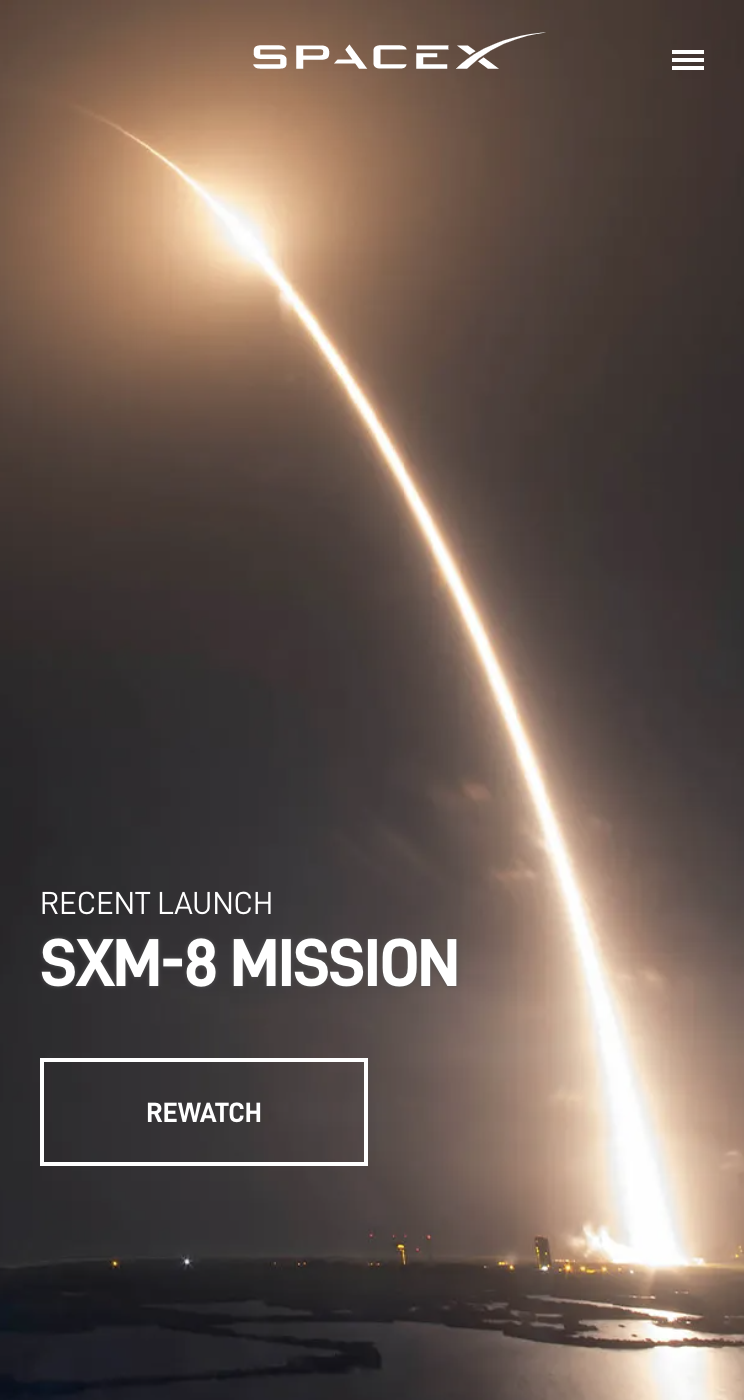 SPACEX
RECENT LAUNCH
SXM-8 MISSION
REWATCH